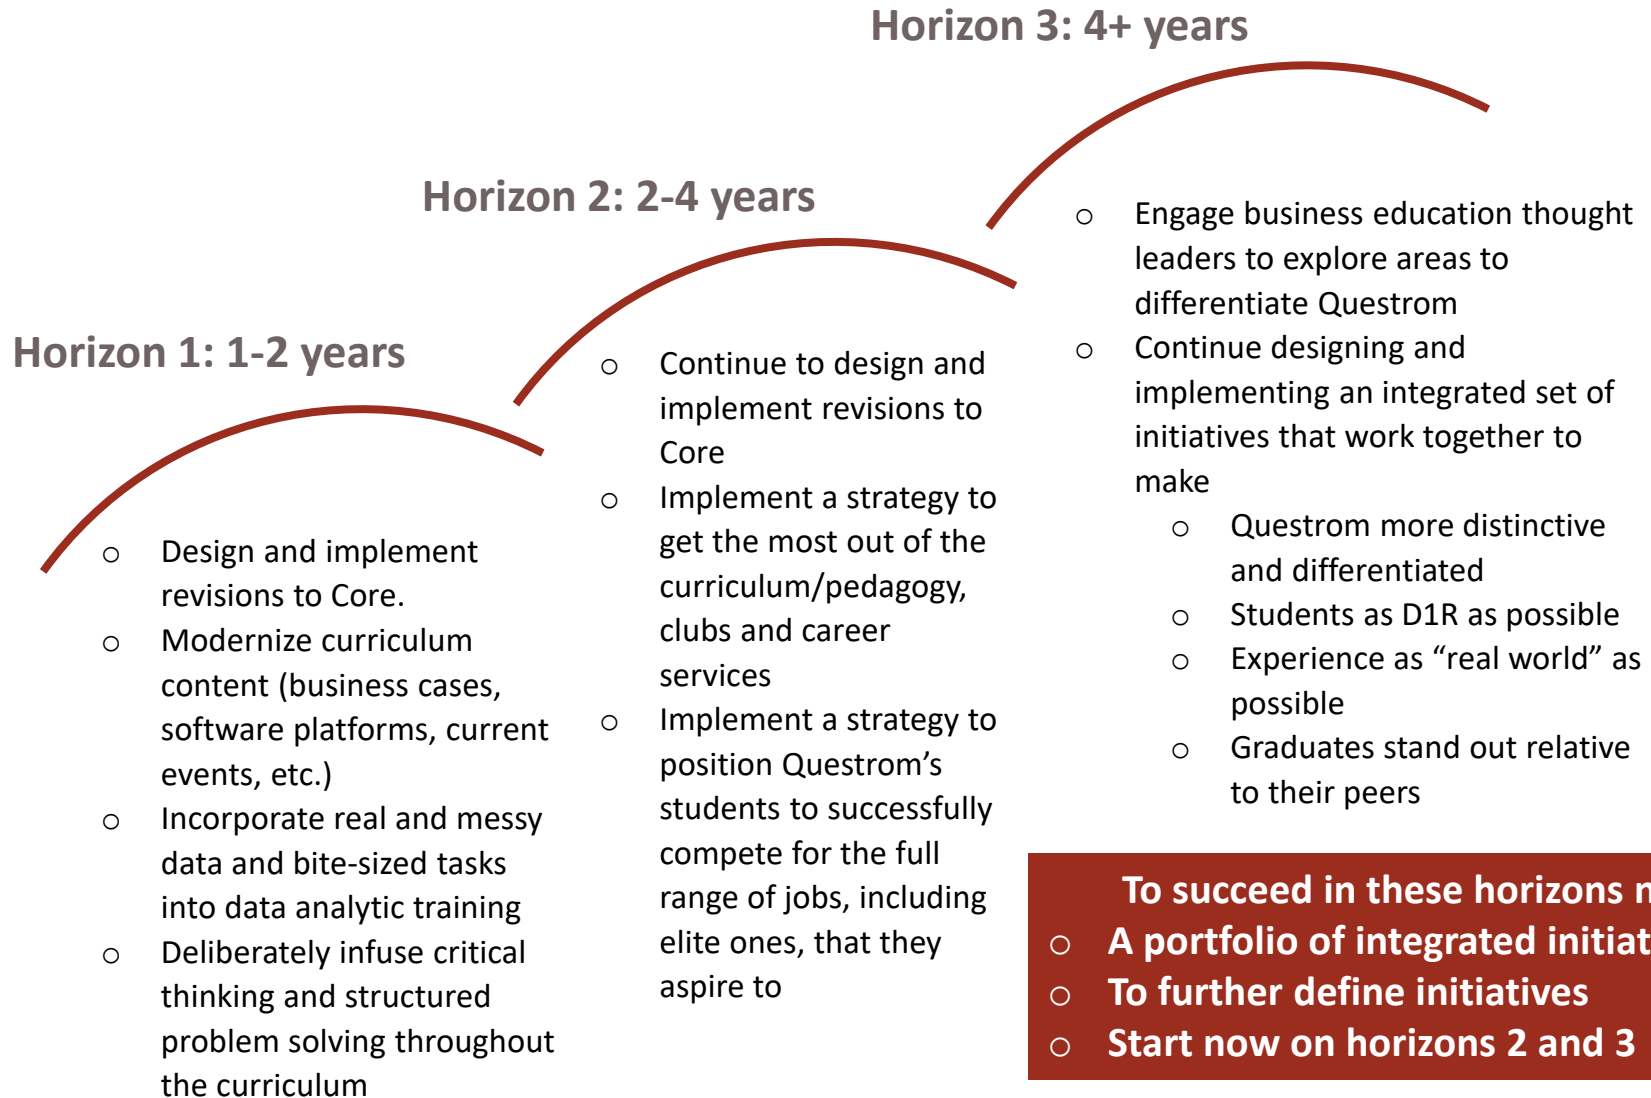 Horizon 3: 4+ years
Horizon 2: 2-4 years
Horizon 1: 1-2 years
o Design and implement
revisions to Core.
o Modernize curriculum
content (business cases,
software platforms, current
events, etc.)
o Incorporate real and messy
data and bite-sized tasks
into data analytic training
o Deliberately infuse critical
thinking and structured
problem solving throughout
the curriculum
o Continue to design and
implement revisions to
Core
o Implement a strategy to
get the most out of the
curriculum/pedagogy,
clubs and career
services
o Implement a strategy to
position Questrom’s
students to successfully
compete for the full
range of jobs, including
elite ones, that they
aspire to
o Engage business education thought
leaders to explore areas to
differentiate Questrom
o Continue designing and
implementing an integrated set of
initiatives that work together to
make
o Questrom more distinctive
and differentiated
o Students as D1R as possible
o Experience as “real world” as
possible
o Graduates stand out relative
to their peers
To succeed in these horizons
o A portfolio of integrated
o To further define initiatives
o Start now on horizons 2 and 3